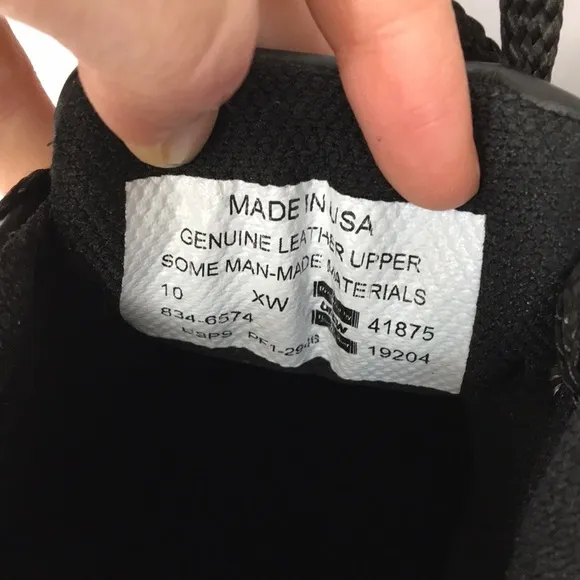 MADE IN USA
GENUINE LEATHER UPPER
SOME MAN-MADE MATERIALS
10 XW 41875
834-6574 19204